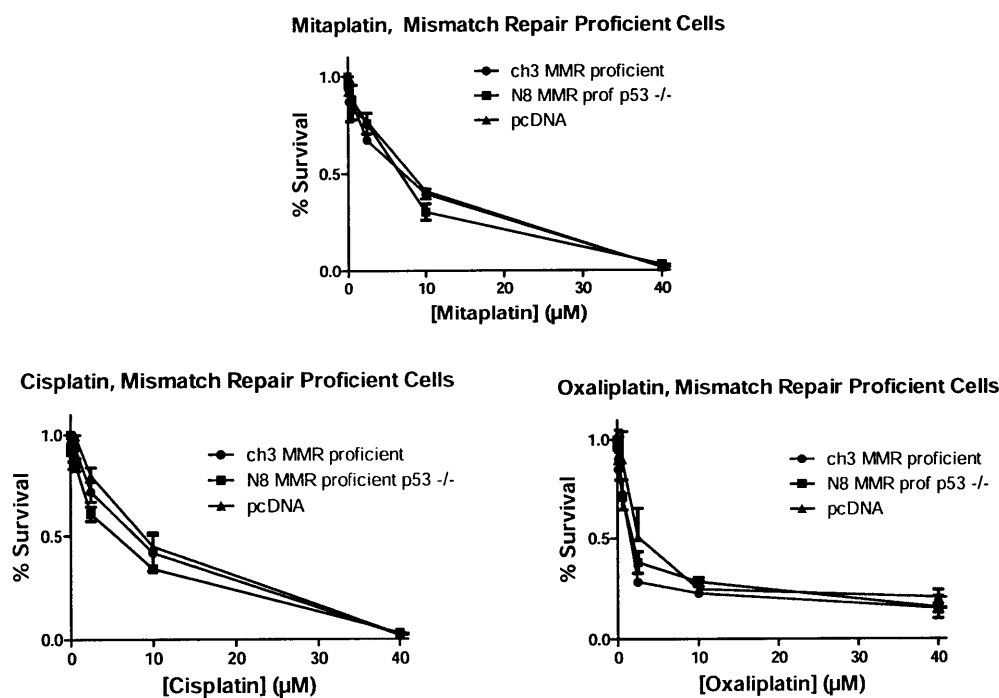 Mitaplatin, Mismatch Repair Proficient Cells
ch3 MMR proficient
N8 MMR prof p53 -/-
pcDNA
% Survival
1.0
0.5
0.0
0 10 20 30 40
[Mitaplatin] (µM)
Cisplatin, Mismatch Repair Proficient Cells
ch3 MMR proficient
N8 MMR proficient p53 -/-
pcDNA
% Survival
1.0
0.5
0.0
0 10 20 30 40
[Cisplatin] (µM)
Oxaliplatin, Mismatch Repair Proficient Cells
ch3 MMR proficient
N8 MMR prof p53 -/-
pcDNA
% Survival
1.0
0.5
0.0
0 10 20 30 40
[Oxaliplatin] (µM)